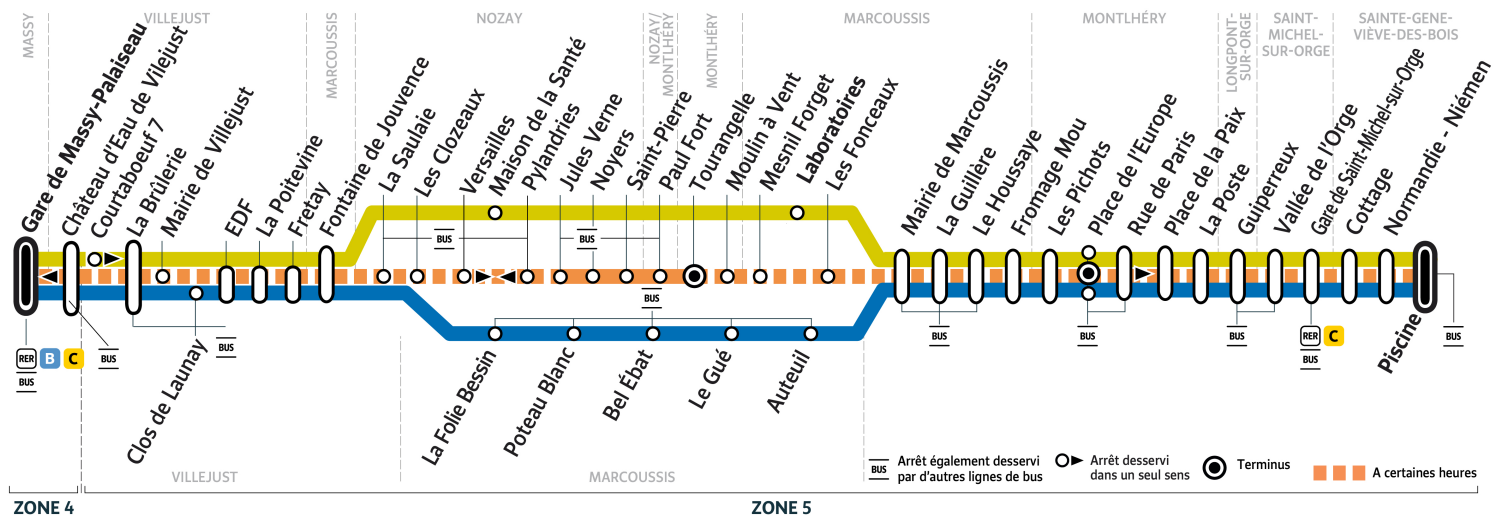 MASSY
VILLEJUST
MARCOUSSIS
NOZAY
NOZAY/
MONTLHÉRY
MONTLHÉRY
MARCOUSSIS
MONTLHÉRY
LONGPONT-
SUR-ORGE
SAINT-
MICHEL-
SUR-ORGE
SAINTE-GENE-
VIÈVE-DES-BOIS
Gare de Massy-Palaiseau
Château d'Eau de Vilejust
Courtaboeuf 7
La Brûlerie
Mairie de Villejust
EDF
La Poitevine
Fretay
Fontaine de Jouvence
La Saulaie
Les Clozeaux
Versailles
Maison de la Santé
Pylandries
Jules Verne
Noyers
Saint-Pierre
Paul Fort
Tourangelle
Moulin à Vent
Mesnil Forget
Laboratoires
Les Fonceaux
Mairie de Marcoussis
La Guillère
Le Houssaye
Fromage Mou
Les Pichots
Place de l'Europe
Rue de Paris
Place de la Paix
La Poste
Guiperreux
Vallée de l'Orge
Gare de Saint-Michel-sur-Orge
Cottage
Normandie - Niémen
BUS
BUS
BUS
RER B C
BUS
BUS
BUS
BUS
BUS
BUS
RER C
BUS
BUS
Clos de Launay
La Folie Bessin
Poteau Blanc
Bel Ébat
Le Gué
Auteuil
Piscine
VILLEJUST
MARCOUSSIS
BUS
Arrêt également desservi
par d'autres lignes de bus
Arrêt desservi
dans un seul sens
Terminus
A certaines heures
ZONE 4
ZONE 5